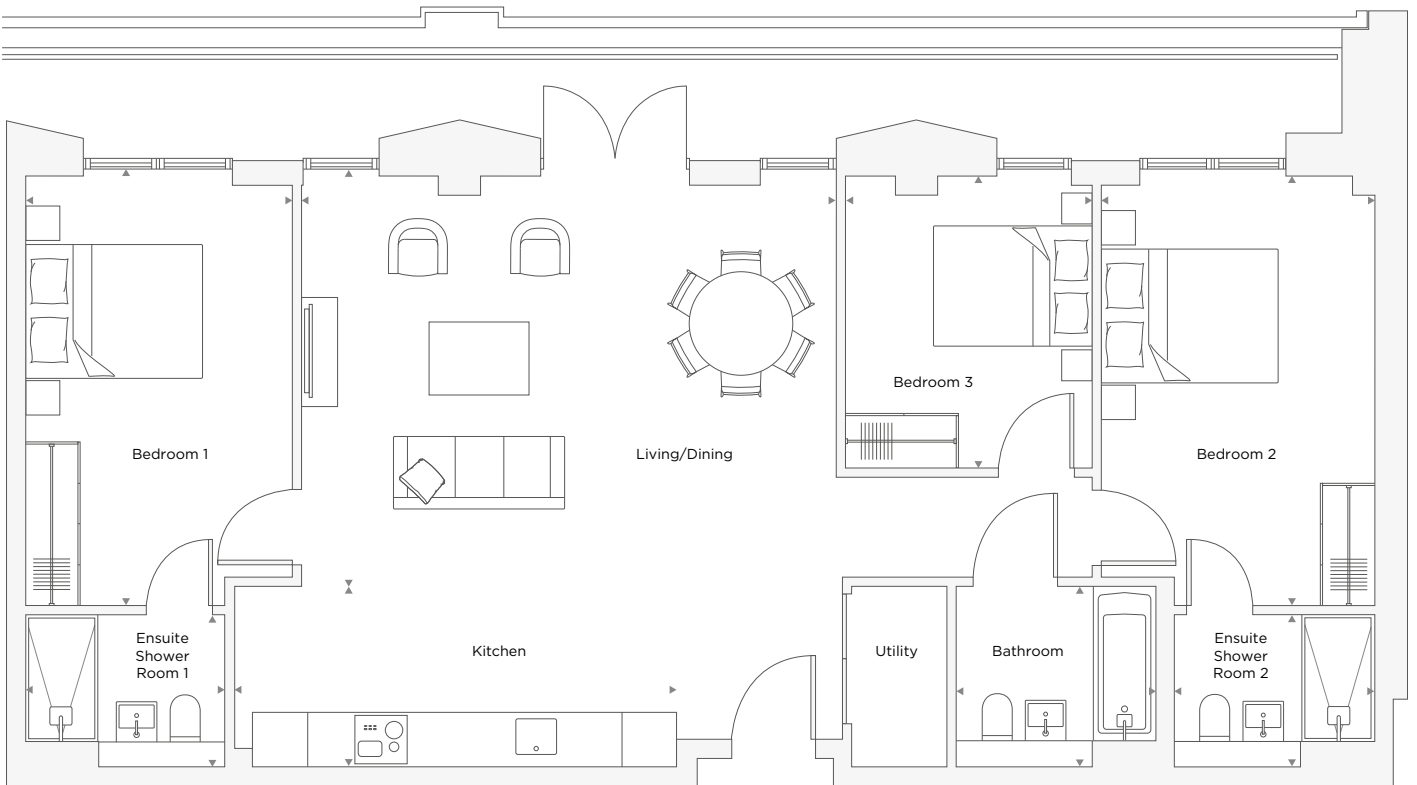 Bedroom 1
Living/Dining
Bedroom 3
Bedroom 2
Ensuite
Shower
Room 1
Kitchen
Utility
Bathroom
Ensuite
Shower
Room 2